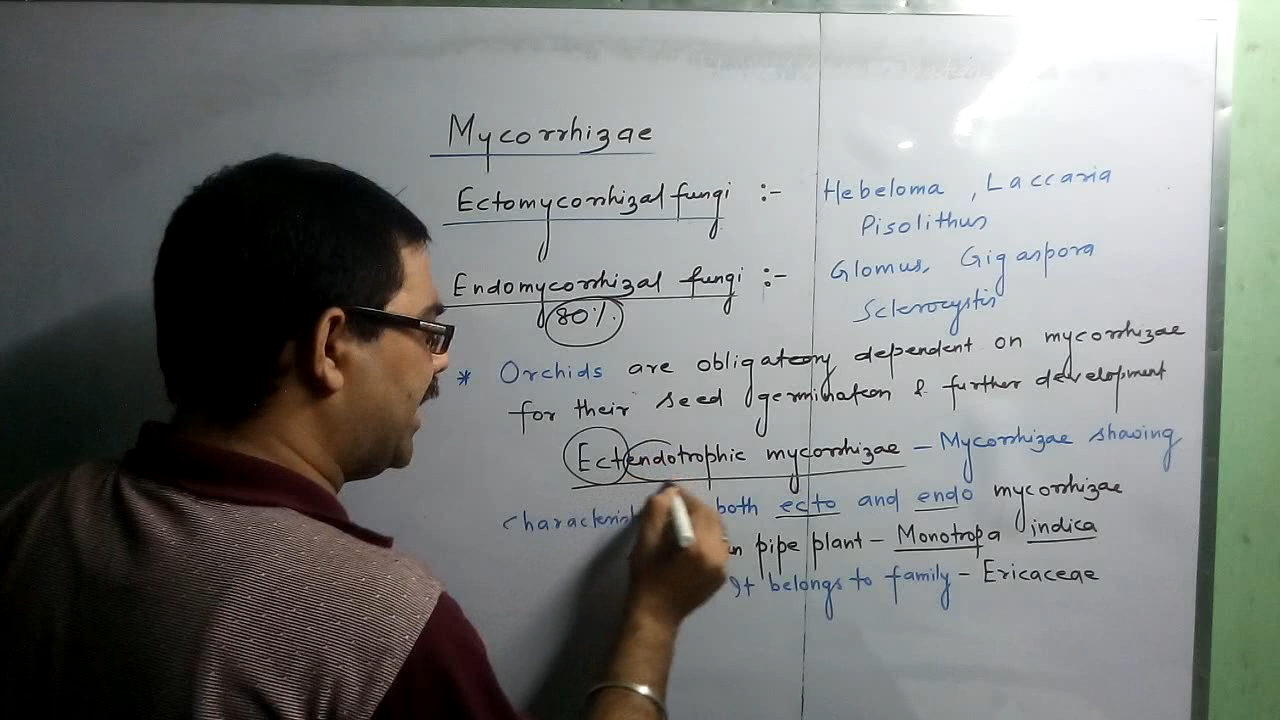 Mycorrhizae
Ectomycorrhizal fungi :- Hebeloma , Laccaria
Pisolithus
Endomycorrhizal fungi :- Glomus, Gigaspora
80% Sclerocystis
* Orchids are obligatory dependent on mycorrhizae
for their seed germination & further development
Ectendotrophic mycorrhizae - Mycorrhizae showing
both ecto and endo mycorrhizae
pipe plant - Monotropa indica
It belongs to family - Ericaceae